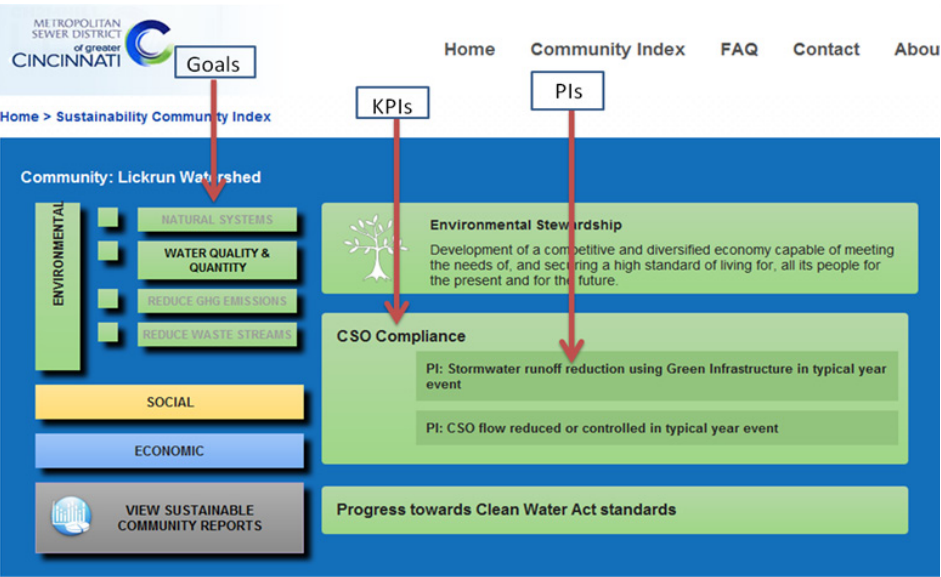 METROPOLITAN
SEWER DISTRICT
of greater
CINCINNATI
Goals
KPIs
PIs
Home Community Index FAQ Contact Abou
Home > Sustainability Community Index
Community: Lickrun Watershed
ENVIRONMENTAL
NATURAL SYSTEMS
WATER QUALITY &
QUANTITY
REDUCE GHG EMISSIONS
REDUCE WASTE STREAMS
SOCIAL
ECONOMIC
VIEW SUSTAINABLE
COMMUNITY REPORTS
Environmental Stewardship
Development of a competitive and diversified economy capable of meeting
the needs of, and securing a high standard of living for, all its people for
the present and for the future.
CSO Compliance
PI: Stormwater runoff reduction using Green Infrastructure in typical year
event
PI: CSO flow reduced or controlled in typical year event
Progress towards Clean Water Act standards